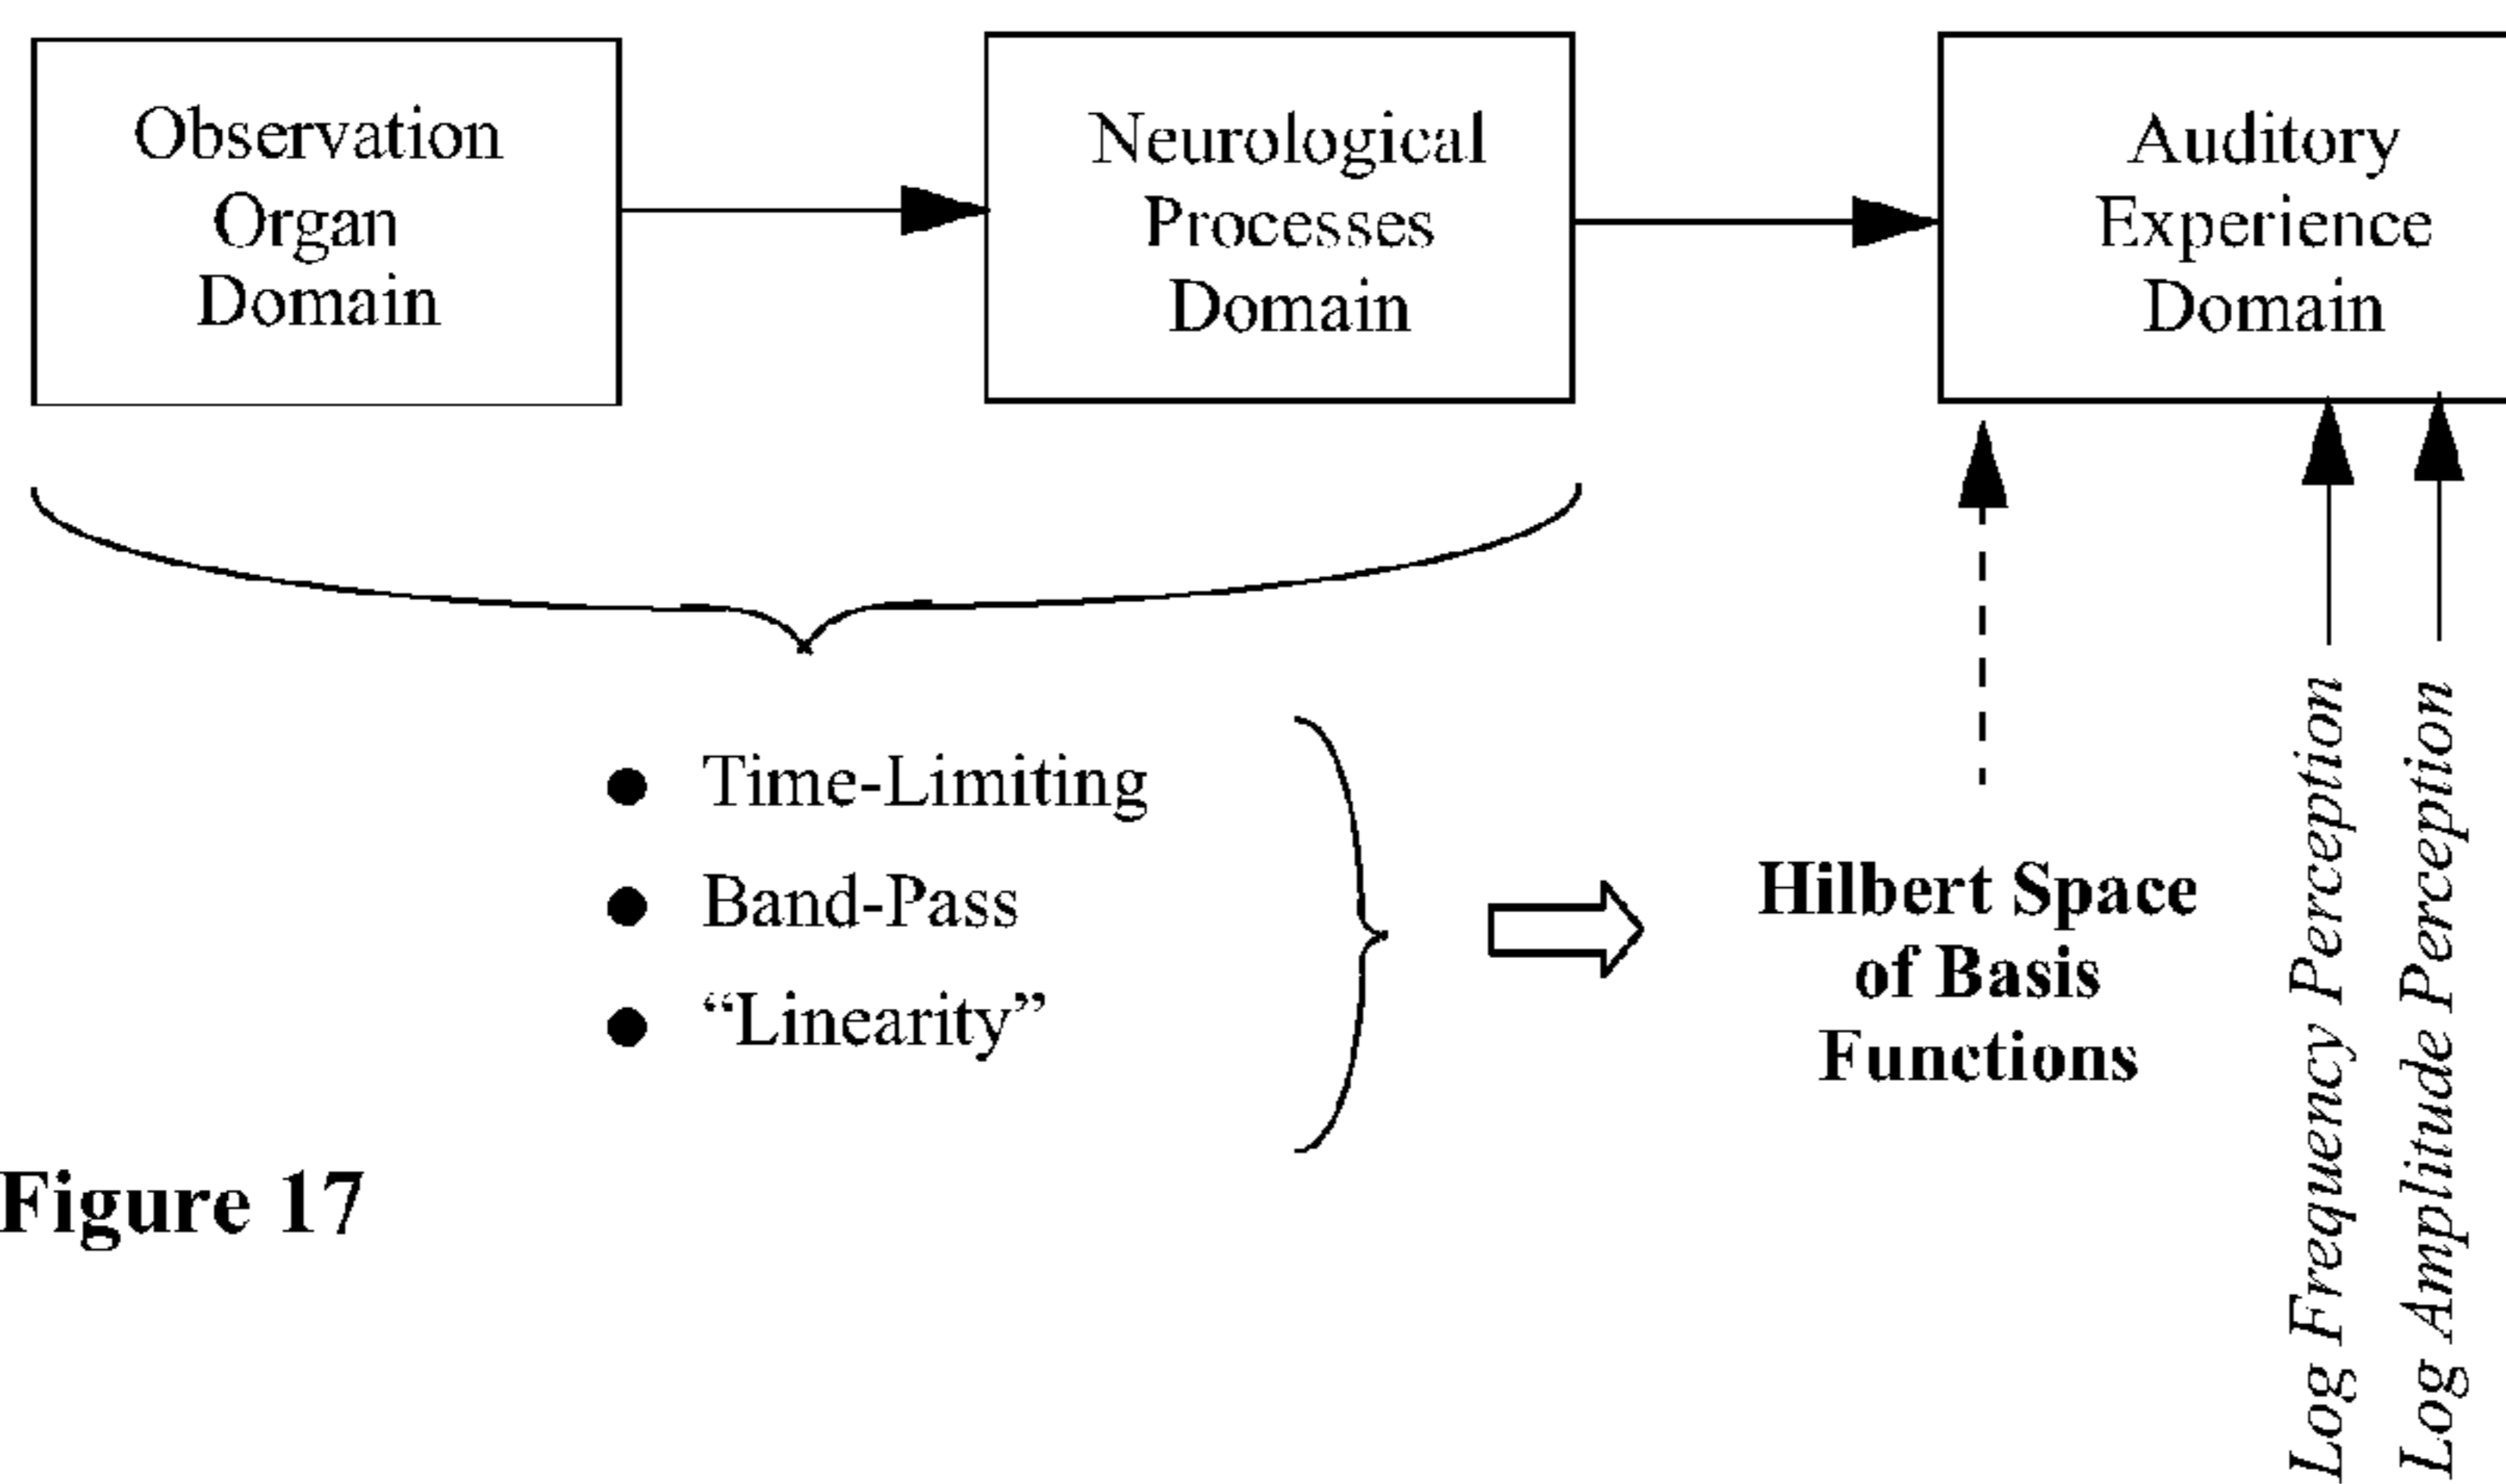 Observation
Organ
Domain
Neurological
Processes
Domain
Auditory
Experience
Domain
● Time-Limiting
● Band-Pass
● “Linearity”
Hilbert Space
of Basis
Functions
Log Frequency Perception
Log Amplitude Perception
Figure 17